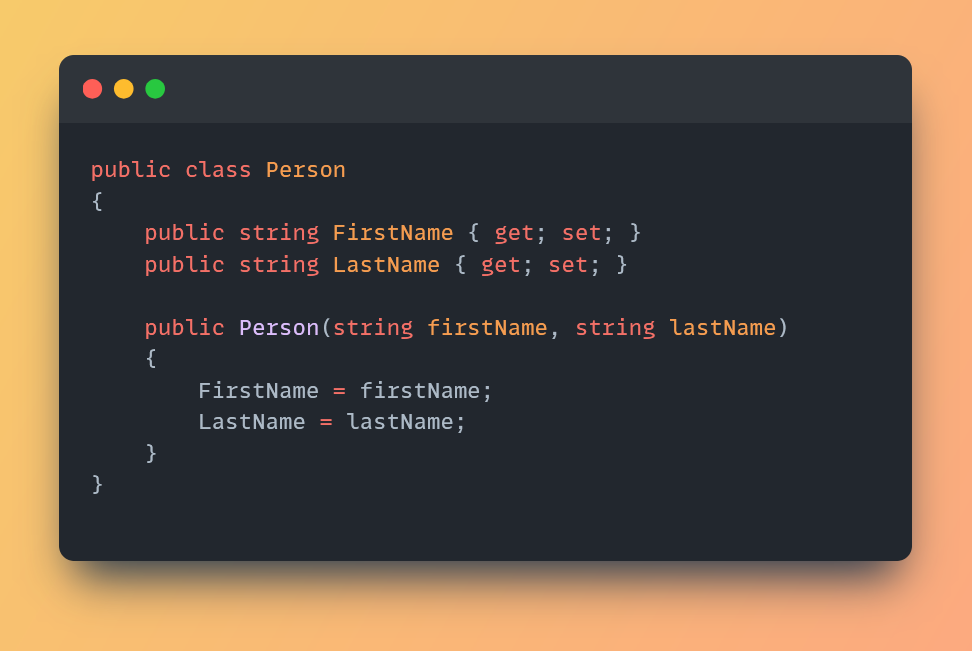 public class Person
{
    public string FirstName { get; set; }
    public string LastName { get; set; }

    public Person(string firstName, string lastName)
    {
        FirstName = firstName;
        LastName = lastName;
    }
}